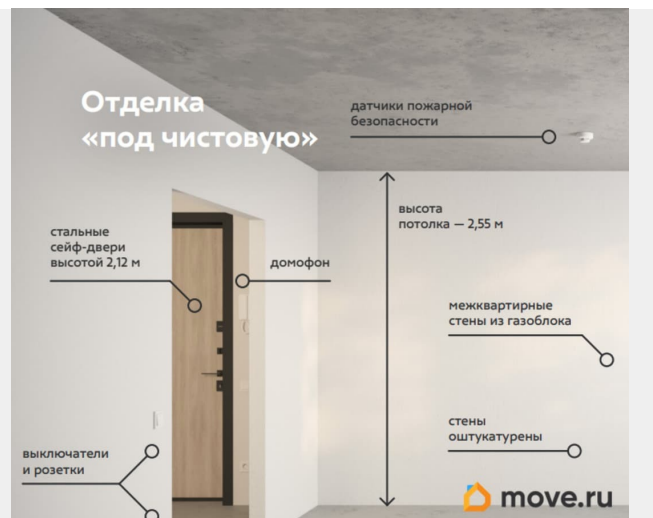 Отделка
«под чистовую»
датчики пожарной
безопасности
высота
потолка — 2,55 м
стальные
сейф-двери
высотой 2,12 м
домофон
межквартирные
стены из газоблока
стены
оштукатурены
выключатели
и розетки
move.ru